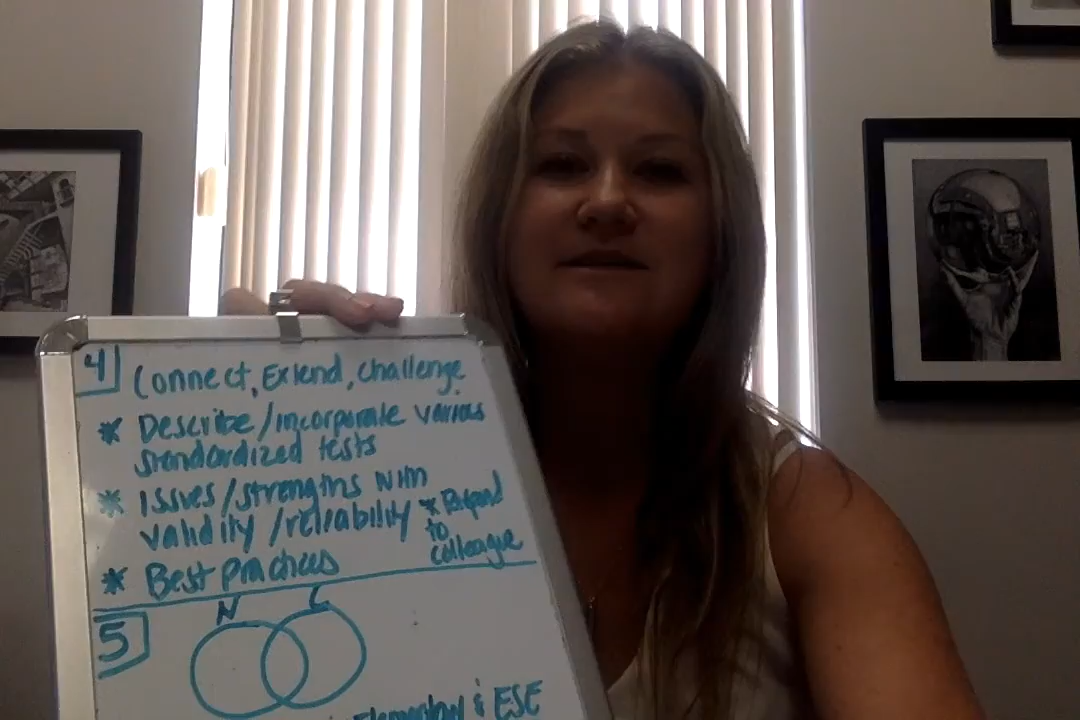 4 Connect, Extend, Challenge
* Describe/incorporate various
standardized tests
* Issues/strengths with
validity/reliability * Respond
to
colleague
* Best practices
N L
5
Elementary & ESE